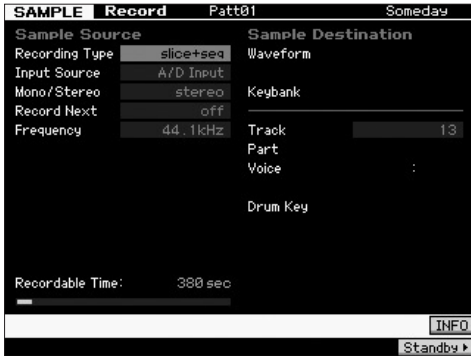 SAMPLE Record Patt01 Someday
Sample Source
Recording Type slice+seq
Input Source A/D Input
Mono/Stereo stereo
Record Next off
Frequency 44.1kHz
Recordable Time: 380 sec
Sample Destination
Waveform
Keybank
Track 13
Part
Voice :
Drum Key
INFO
Standby